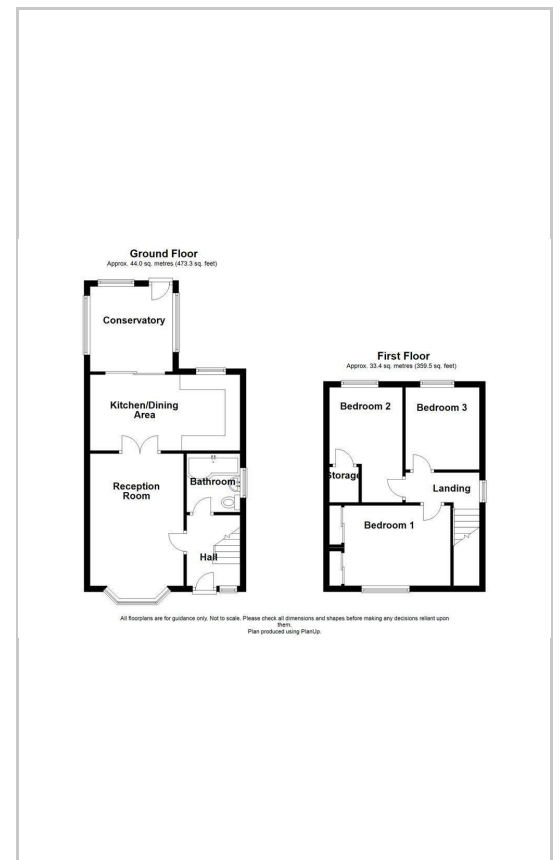 Ground Floor
Approx. 44.0 sq. metres (473.3 sq. feet)
Conservatory
Kitchen/Dining
Area
Reception
Room
Bathroom
Hall
First Floor
Approx. 33.4 sq. metres (359.5 sq. feet)
Bedroom 2
Bedroom 3
Storage
Landing
Bedroom 1
All floorplans are for guidance only. Not to scale. Please check all dimensions and shapes before making any decisions reliant upon
them.
Plan produced using PlanUp.